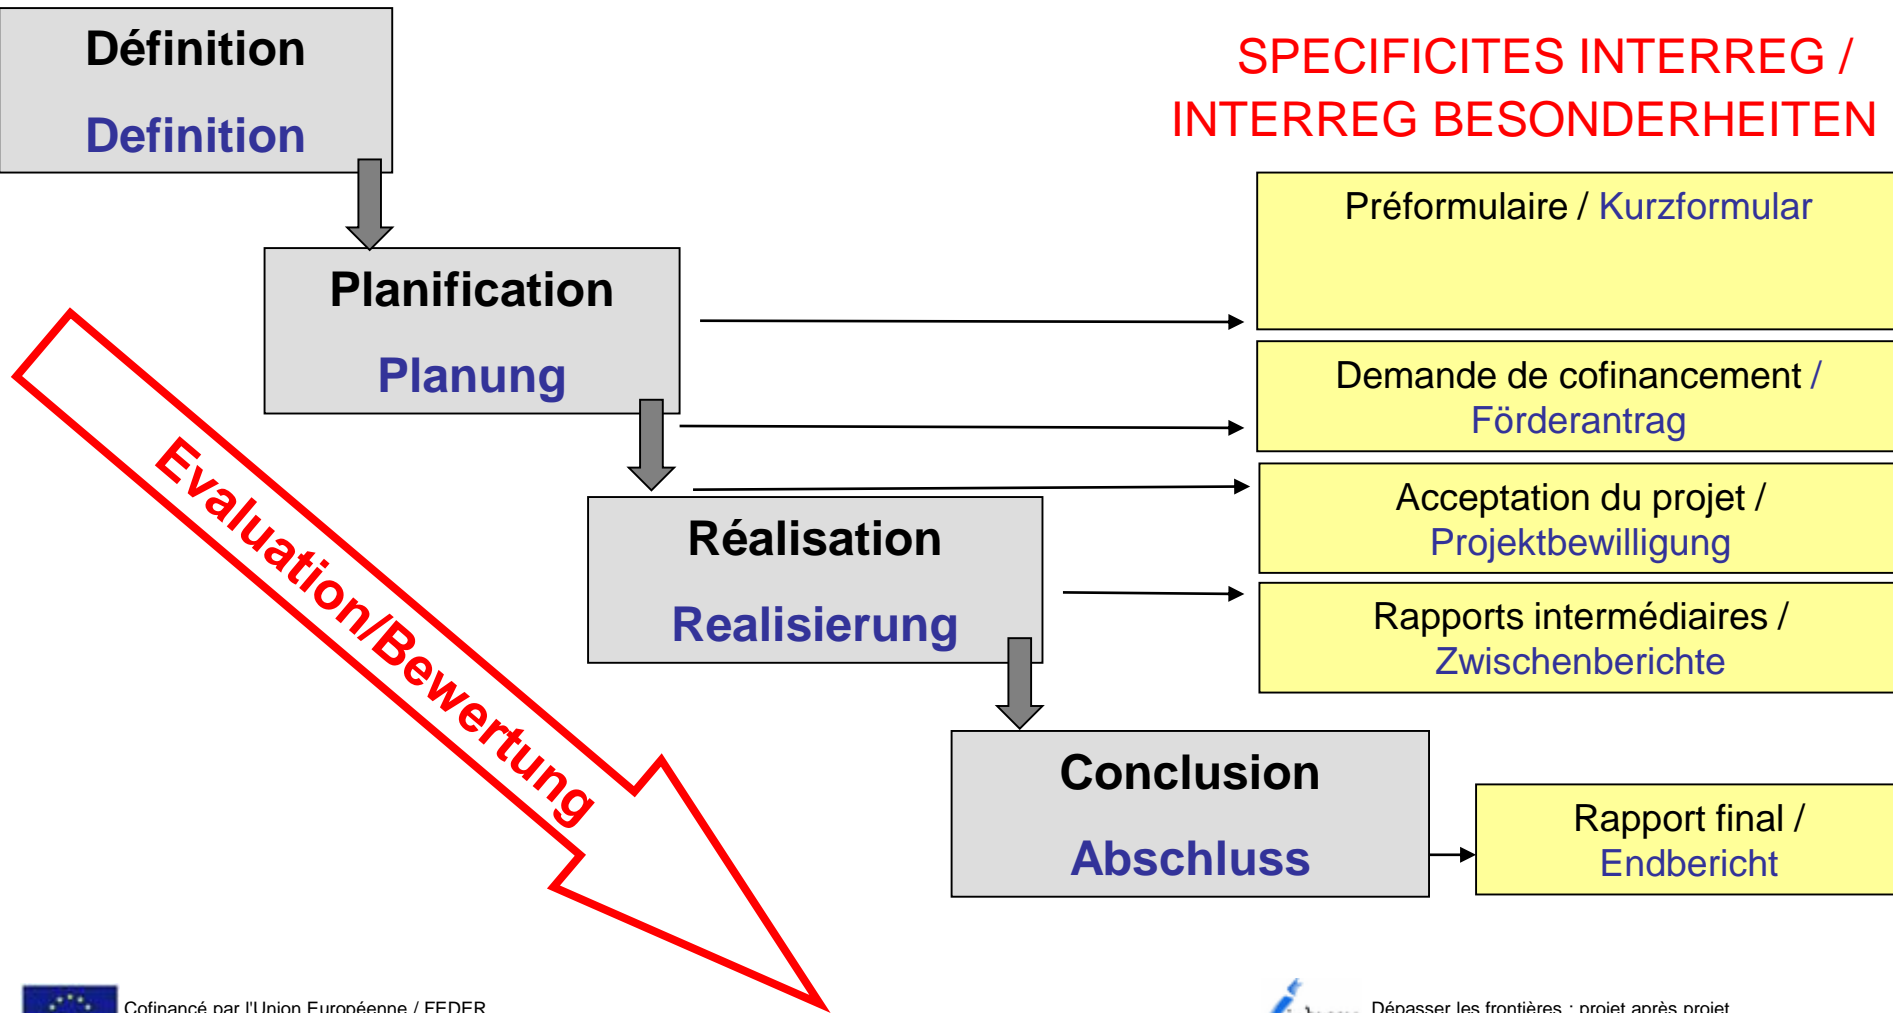 Définition
Definition
SPECIFICITES INTERREG /
INTERREG BESONDERHEITEN
Préformulaire / Kurzformular
Planification
Planung
Demande de cofinancement /
Förderantrag
Evaluation/Bewertung
Acceptation du projet /
Projektbewilligung
Réalisation
Realisierung
Rapports intermédiaires /
Zwischenberichte
Conclusion
Abschluss
Rapport final /
Endbericht
Cofinancé par l'Union Européenne / FEDER
Dépasser les frontières : projet après projet